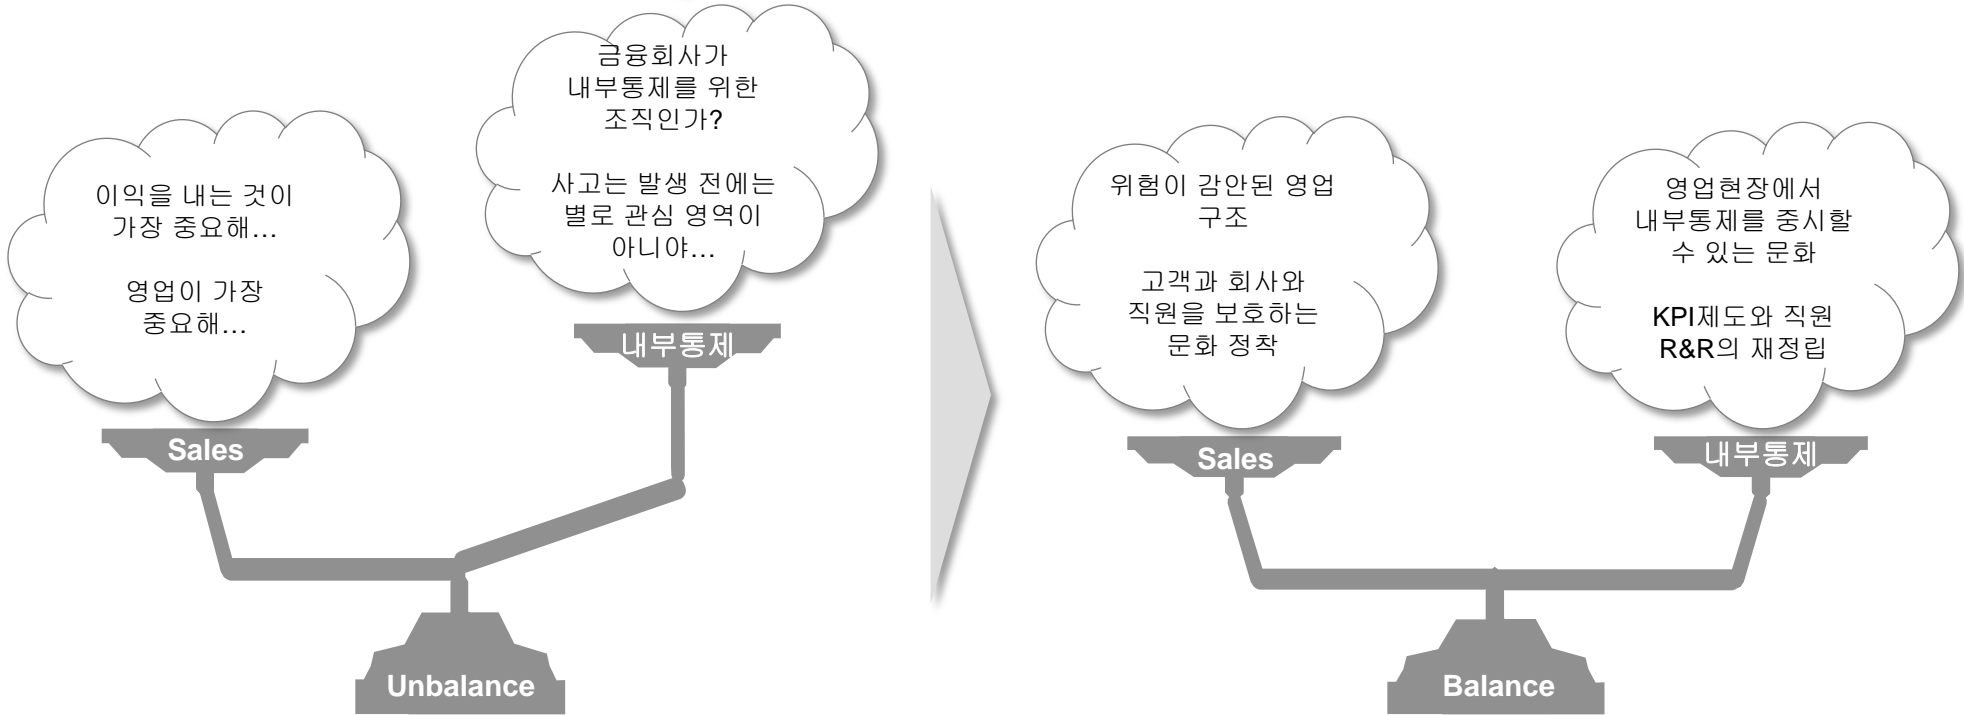 이익을 내는 것이
가장 중요해...
영업이 가장
중요해...
Sales
금융회사가
내부통제를 위한
조직인가?
사고는 발생 전에는
별로 관심 영역이
아니야...
내부통제
Unbalance
위험이 감안된 영업
구조
고객과 회사와
직원을 보호하는
문화 정착
Sales
영업현장에서
내부통제를 중시할
수 있는 문화
KPI제도와 직원
R&R의 재정립
내부통제
Balance